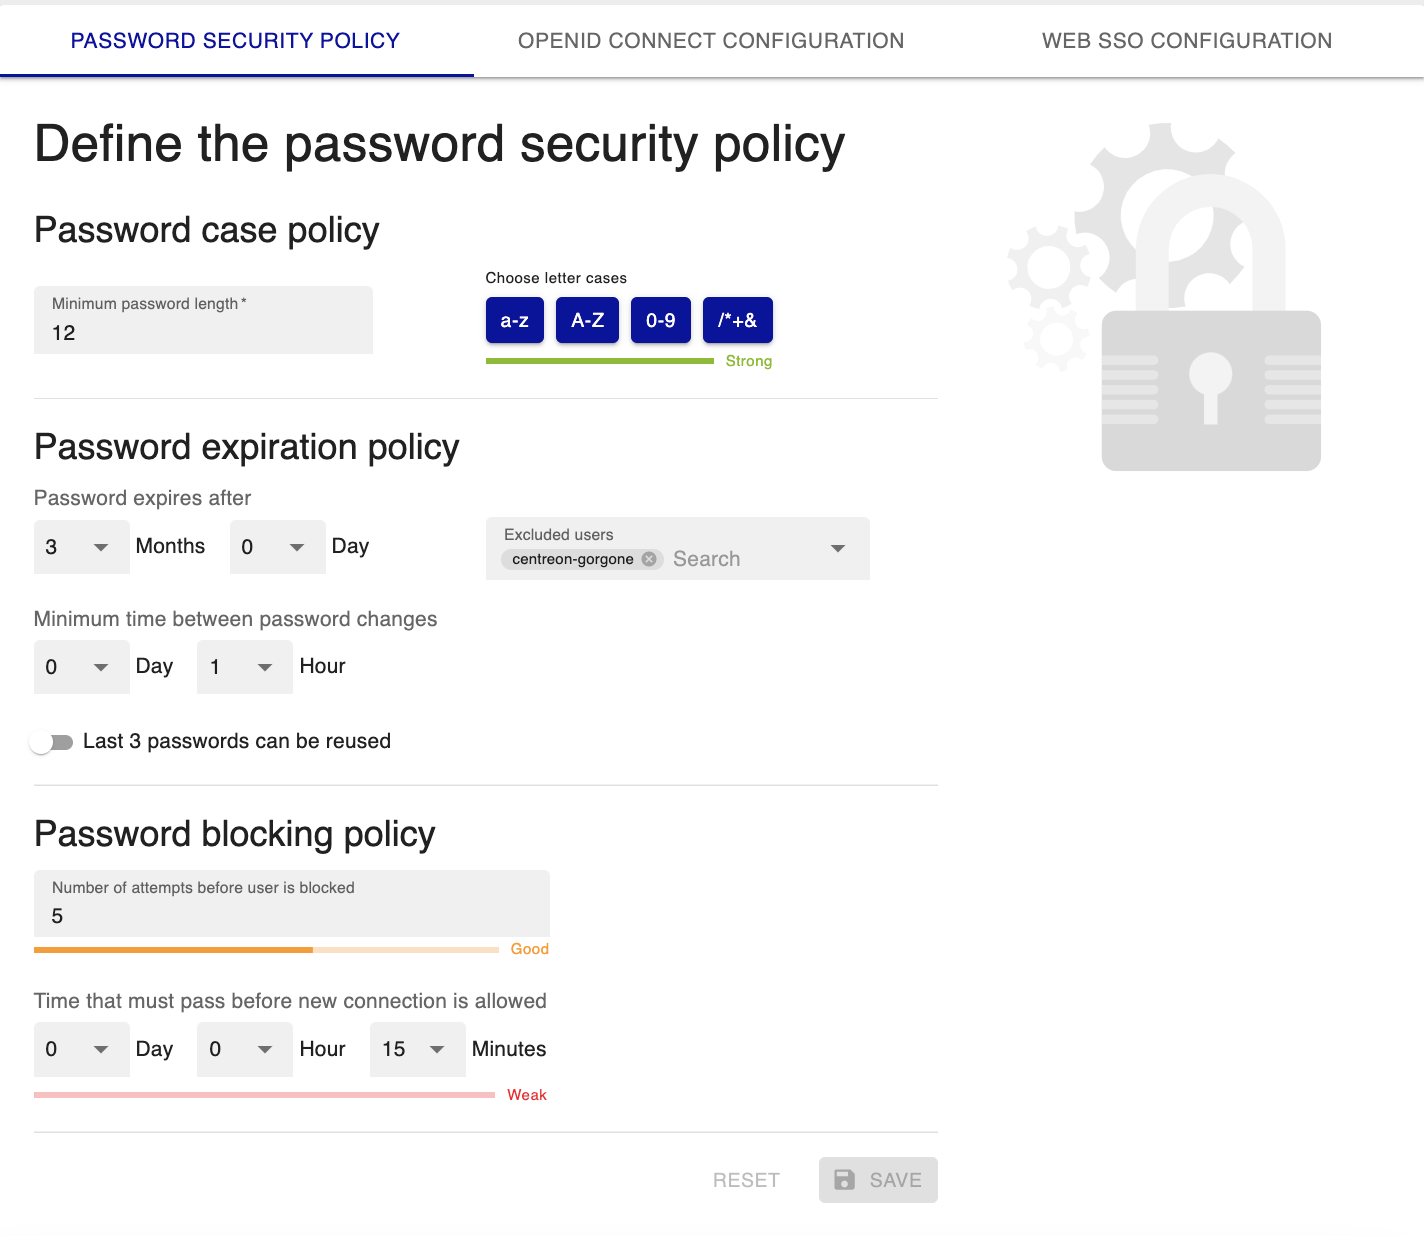 PASSWORD SECURITY POLICY OPENID CONNECT CONFIGURATION WEB SSO CONFIGURATION
Define the password security policy
Password case policy
Choose letter cases
Minimum password length *
12
a-z A-Z 0-9 /*+&
Strong
Password expiration policy
Password expires after
3 Months 0 Day
Excluded users
centreon-gorgone Search
Minimum time between password changes
0 Day 1 Hour
Last 3 passwords can be reused
Password blocking policy
Number of attempts before user is blocked
5
Good
Time that must pass before new connection is allowed
0 Day 0 Hour 15 Minutes
Weak
RESET SAVE